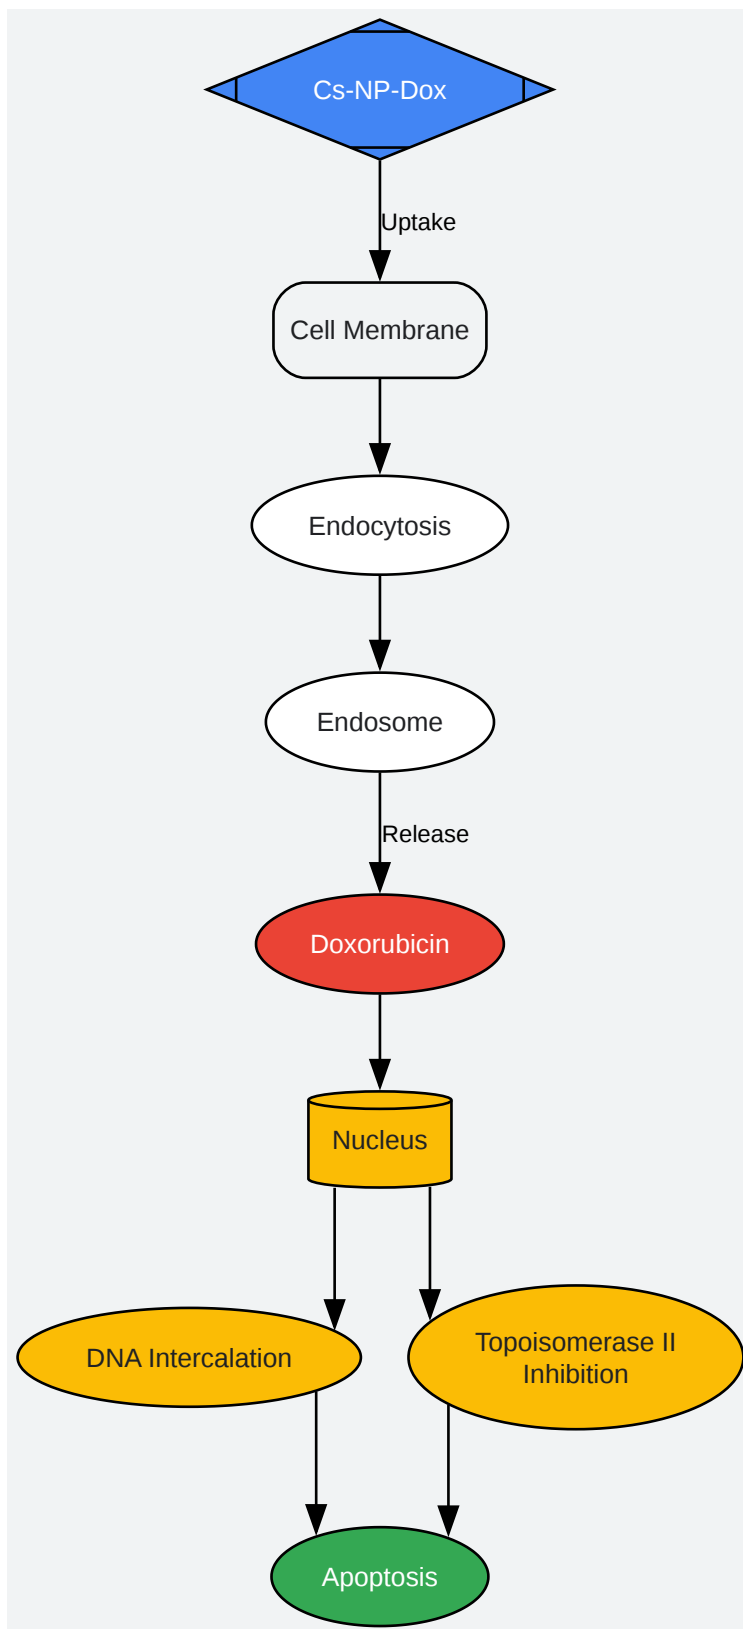 Cs-NP-Dox
Uptake
Cell Membrane
Endocytosis
Endosome
Release
Doxorubicin
Nucleus
DNA Intercalation
Topoisomerase II
Inhibition
Apoptosis